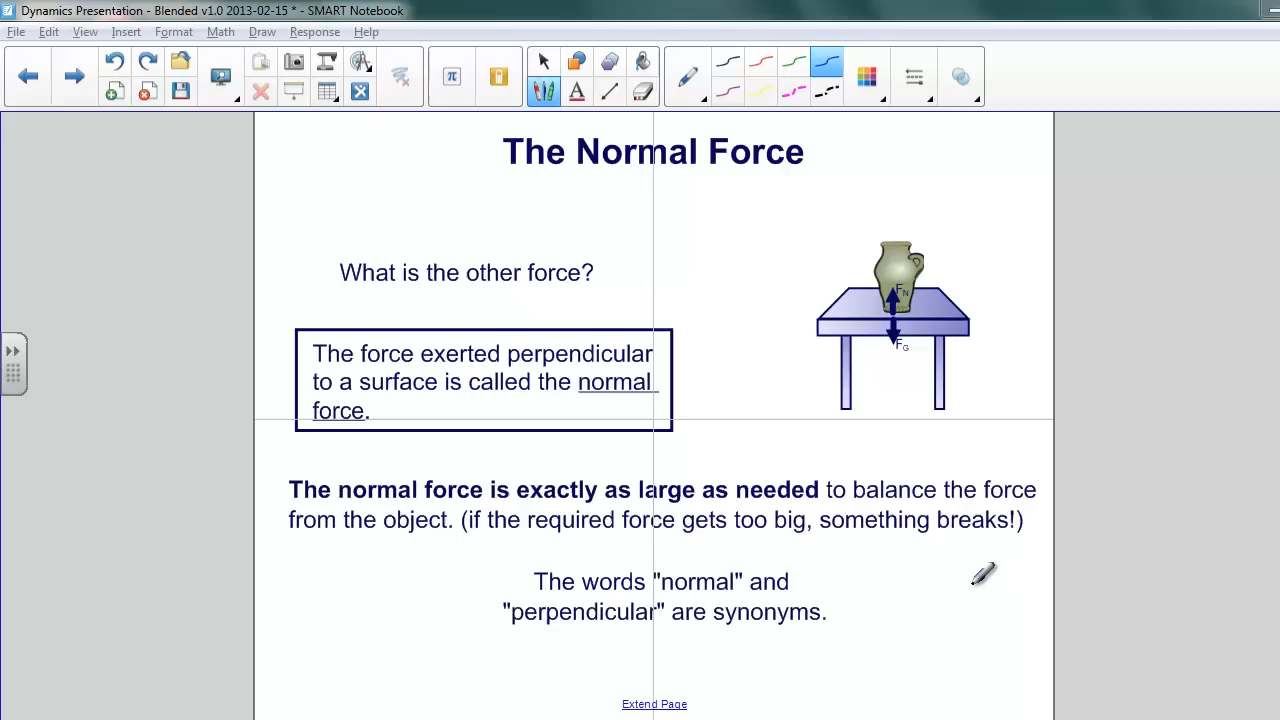 Dynamics Presentation - Blended v1.0 2013-02-15 * - SMART Notebook
File Edit View Insert Format Math Draw Response Help
π
A
The Normal Force
What is the other force?
FN
FG
The force exerted perpendicular
to a surface is called the normal
force.
The normal force is exactly as large as needed to balance the force
from the object. (if the required force gets too big, something breaks!)
The words "normal" and
"perpendicular" are synonyms.
Extend Page